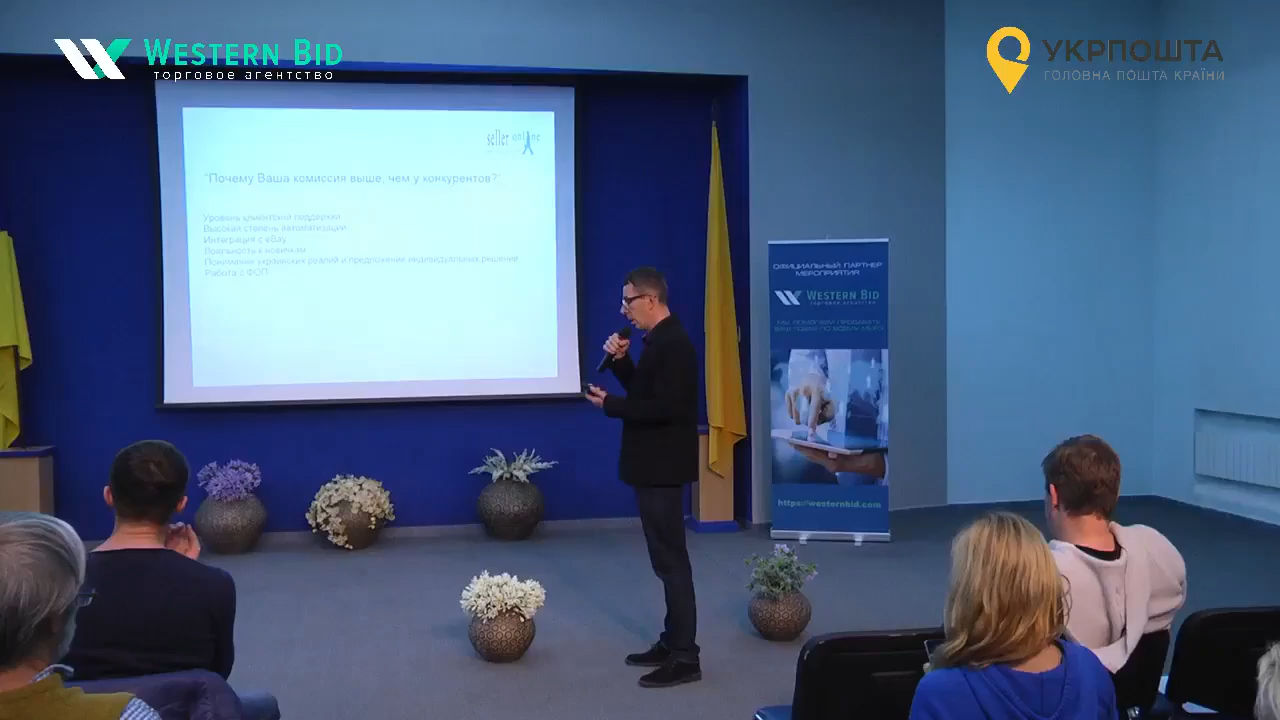 WESTERN BID
торговое агентство
УКРПОШТА
ГОЛОВНА ПОШТА КРАЇНИ
seller online
"Почему Ваша комиссия выше, чем у конкурентов?"
Уровень клиентской поддержки
Высокая степень автоматизации
Интеграция с eBay
Лояльность к новичкам
Понимание украинских реалий и предложение индивидуальных решений
Работа с ФОП
ОФИЦИАЛЬНЫЙ ПАРТНЕР
МЕРОПРИЯТИЯ
WESTERN BID
торговое агентство
https://westernbid.com